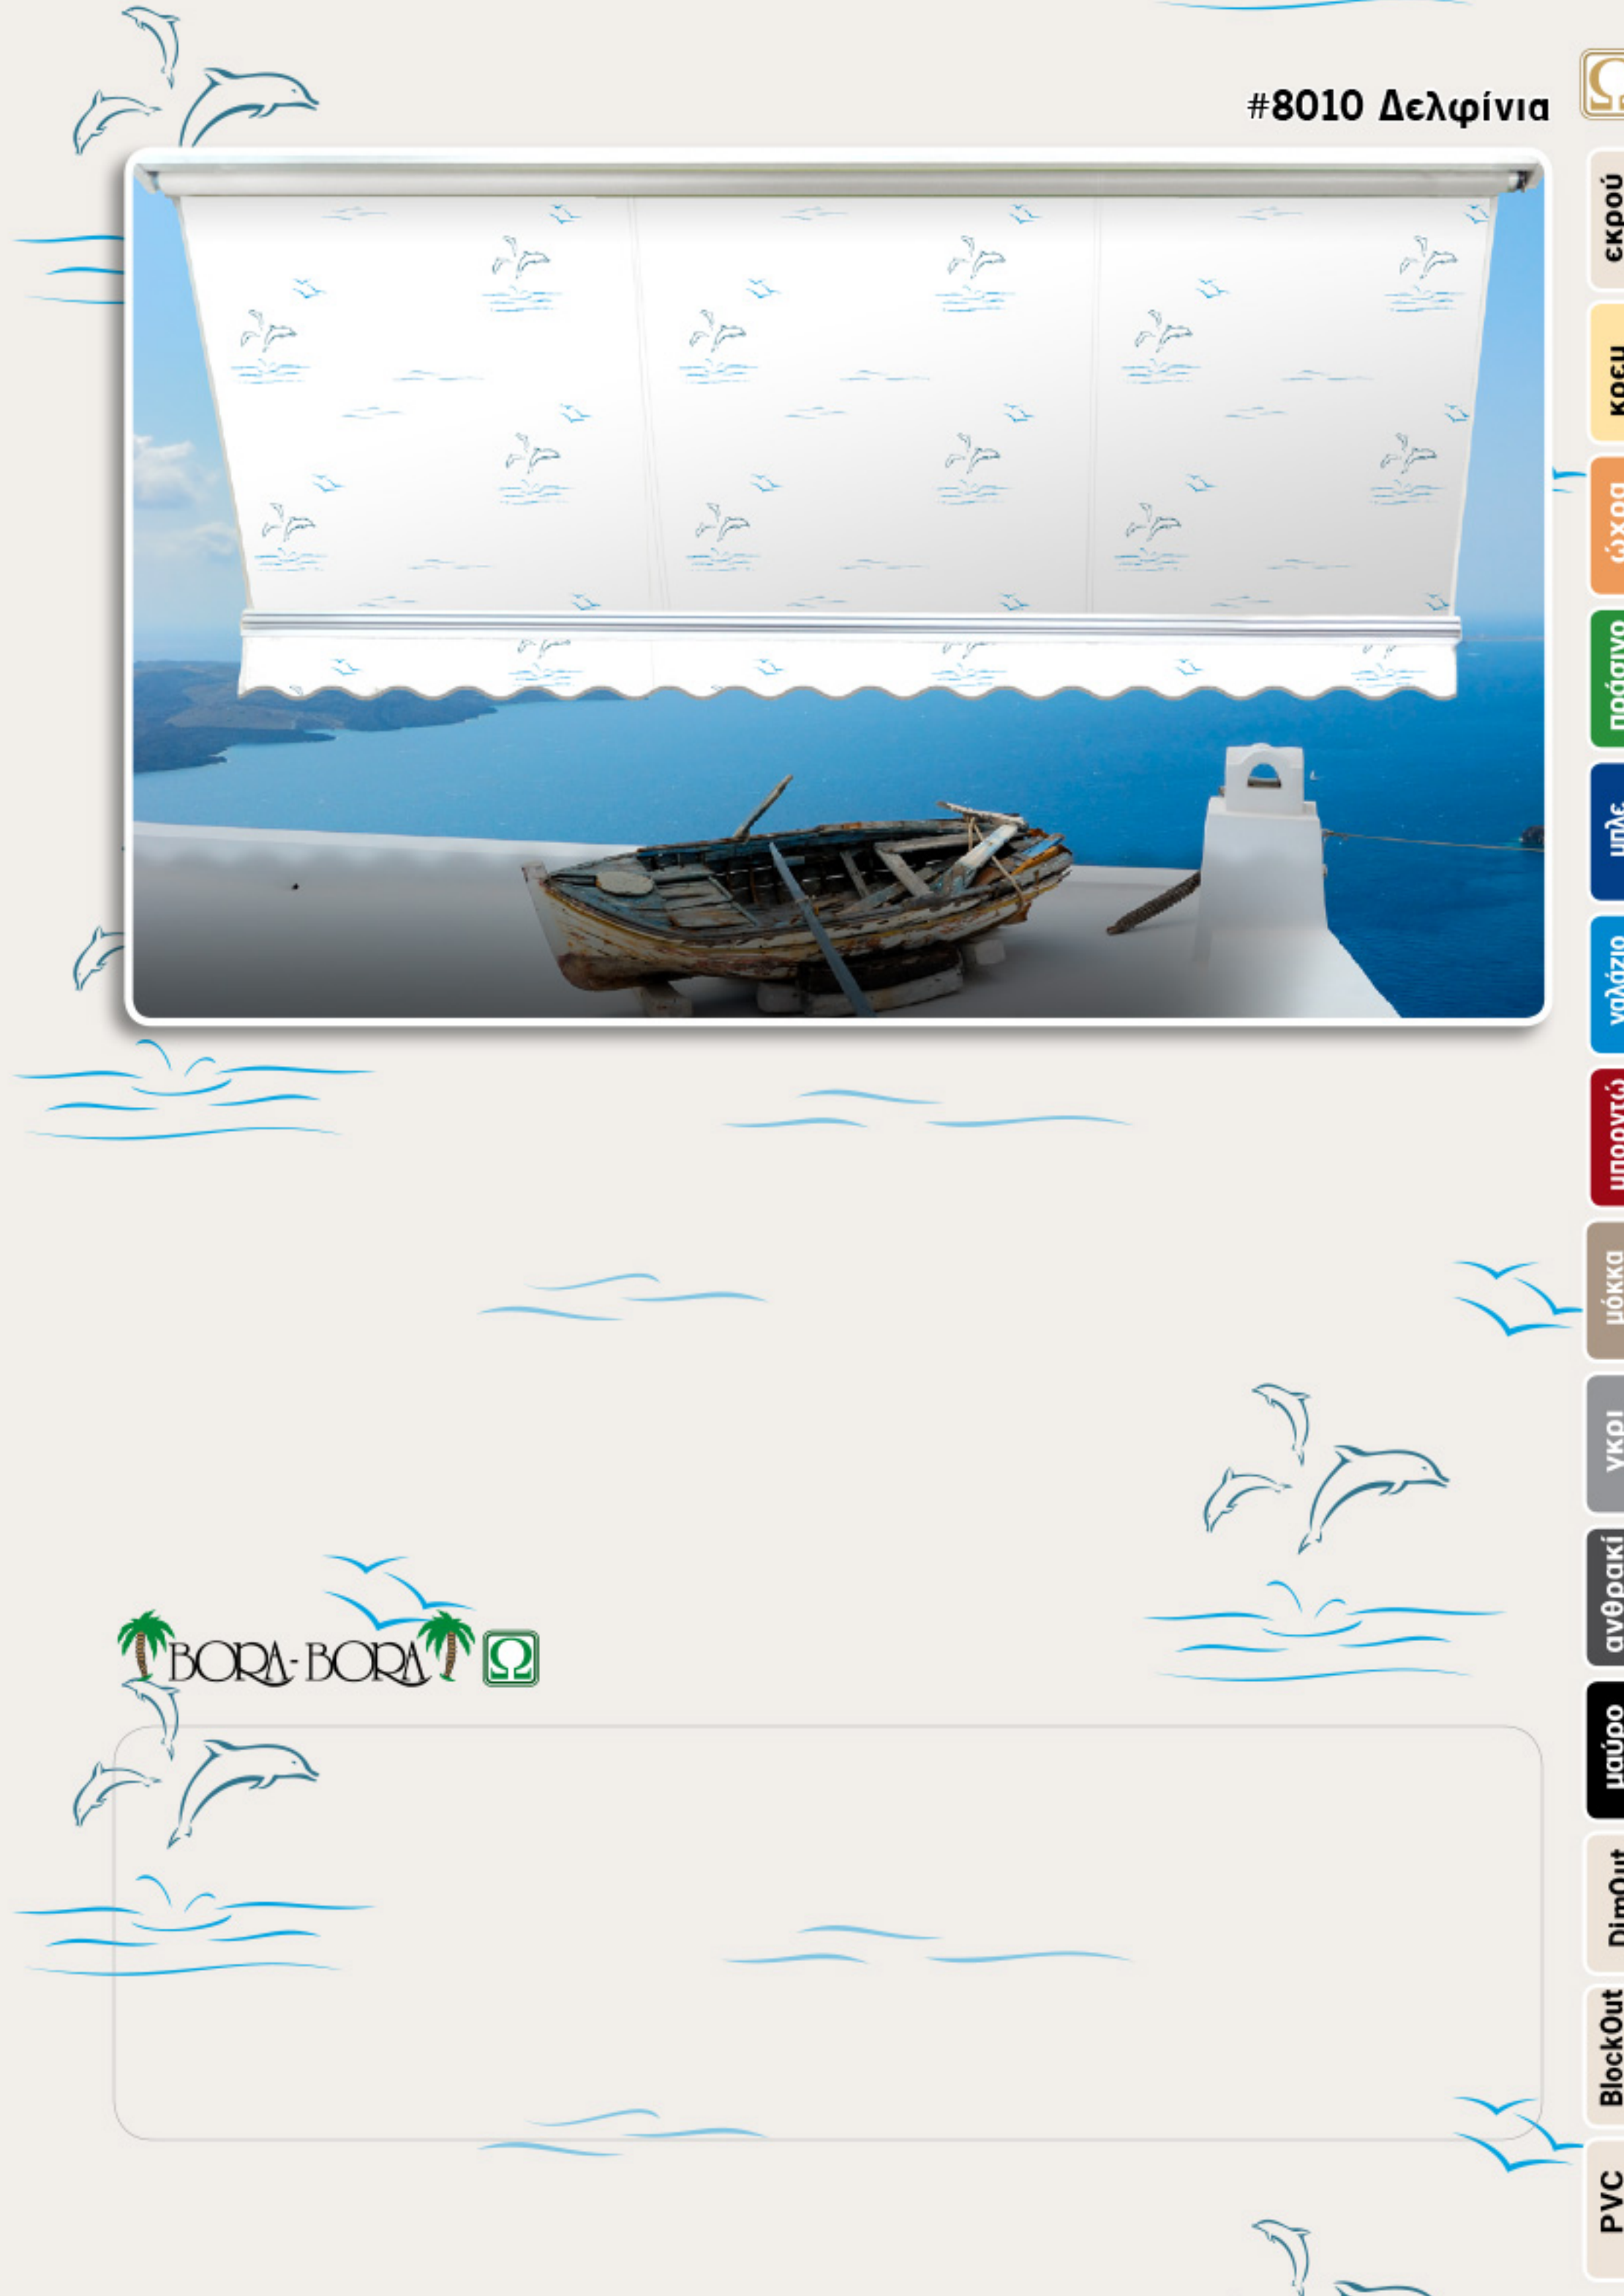 #8010 Δελφίνια
Ω
εκρού
κρεμ
ώχρα
πράσινο
μπλε
γαλάζιο
μπορντώ
μόκκα
γκρι
ανθρακί
μαύρο
DimOut
BlockOut
PVC
BORA-BORA Ω